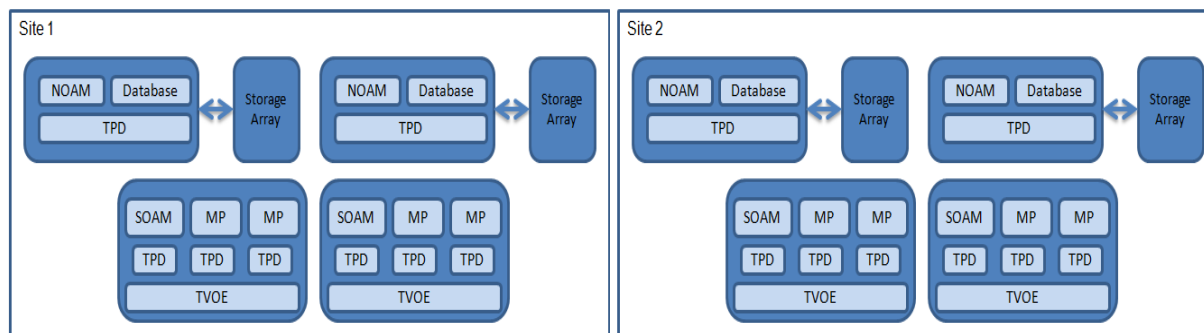 Site 1
NOAM Database
TPD
Storage
Array
NOAM Database
TPD
Storage
Array
SOAM MP MP
TPD TPD TPD
TVOE
SOAM MP MP
TPD TPD TPD
TVOE
Site 2
NOAM Database
TPD
Storage
Array
NOAM Database
TPD
Storage
Array
SOAM MP MP
TPD TPD TPD
TVOE
SOAM MP MP
TPD TPD TPD
TVOE